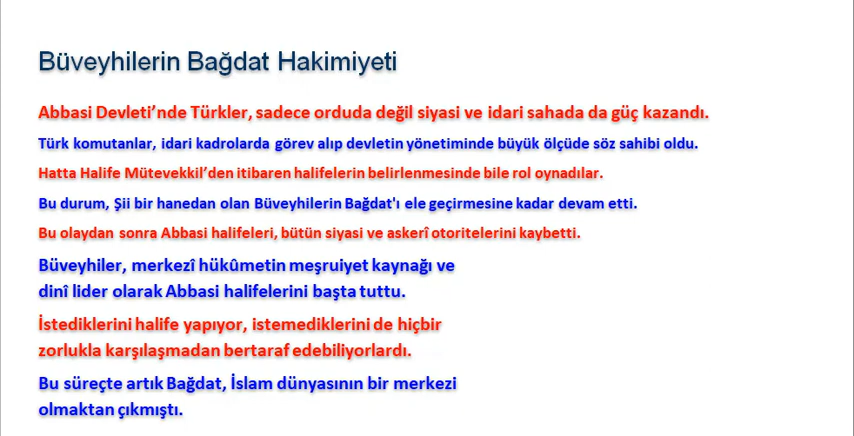 Büveyhilerin Bağdat Hakimiyeti
Abbasi Devleti’nde Türkler, sadece orduda değil siyasi ve idari sahada da güç kazandı.
Türk komutanlar, idari kadrolarda görev alıp devletin yönetiminde büyük ölçüde söz sahibi oldu.
Hatta Halife Mütevekkil’den itibaren halifelerin belirlenmesinde bile rol oynadılar.
Bu durum, Şii bir hanedan olan Büveyhilerin Bağdat'ı ele geçirmesine kadar devam etti.
Bu olaydan sonra Abbasi halifeleri, bütün siyasi ve askerî otoritelerini kaybetti.
Büveyhiler, merkezî hükûmetin meşruiyet kaynağı ve
dinî lider olarak Abbasi halifelerini başta tuttu.
İstediklerini halife yapıyor, istemediklerini de hiçbir
zorlukla karşılaşmadan bertaraf edebiliyorlardı.
Bu süreçte artık Bağdat, İslam dünyasının bir merkezi
olmaktan çıkmıştı.